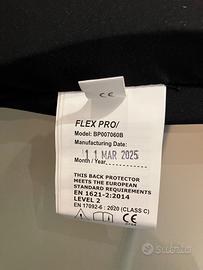 CE
FLEX PRO/
Model: BP007060B
Manufacturing Date:
11 MAR 2025
Month / Year
THIS BACK PROTECTOR
MEETS THE EUROPEAN
STANDARD REQUIREMENTS
EN 1621-2:2014
LEVEL 2
EN 17092-6 : 2020 (CLASS C)
CE
Subito